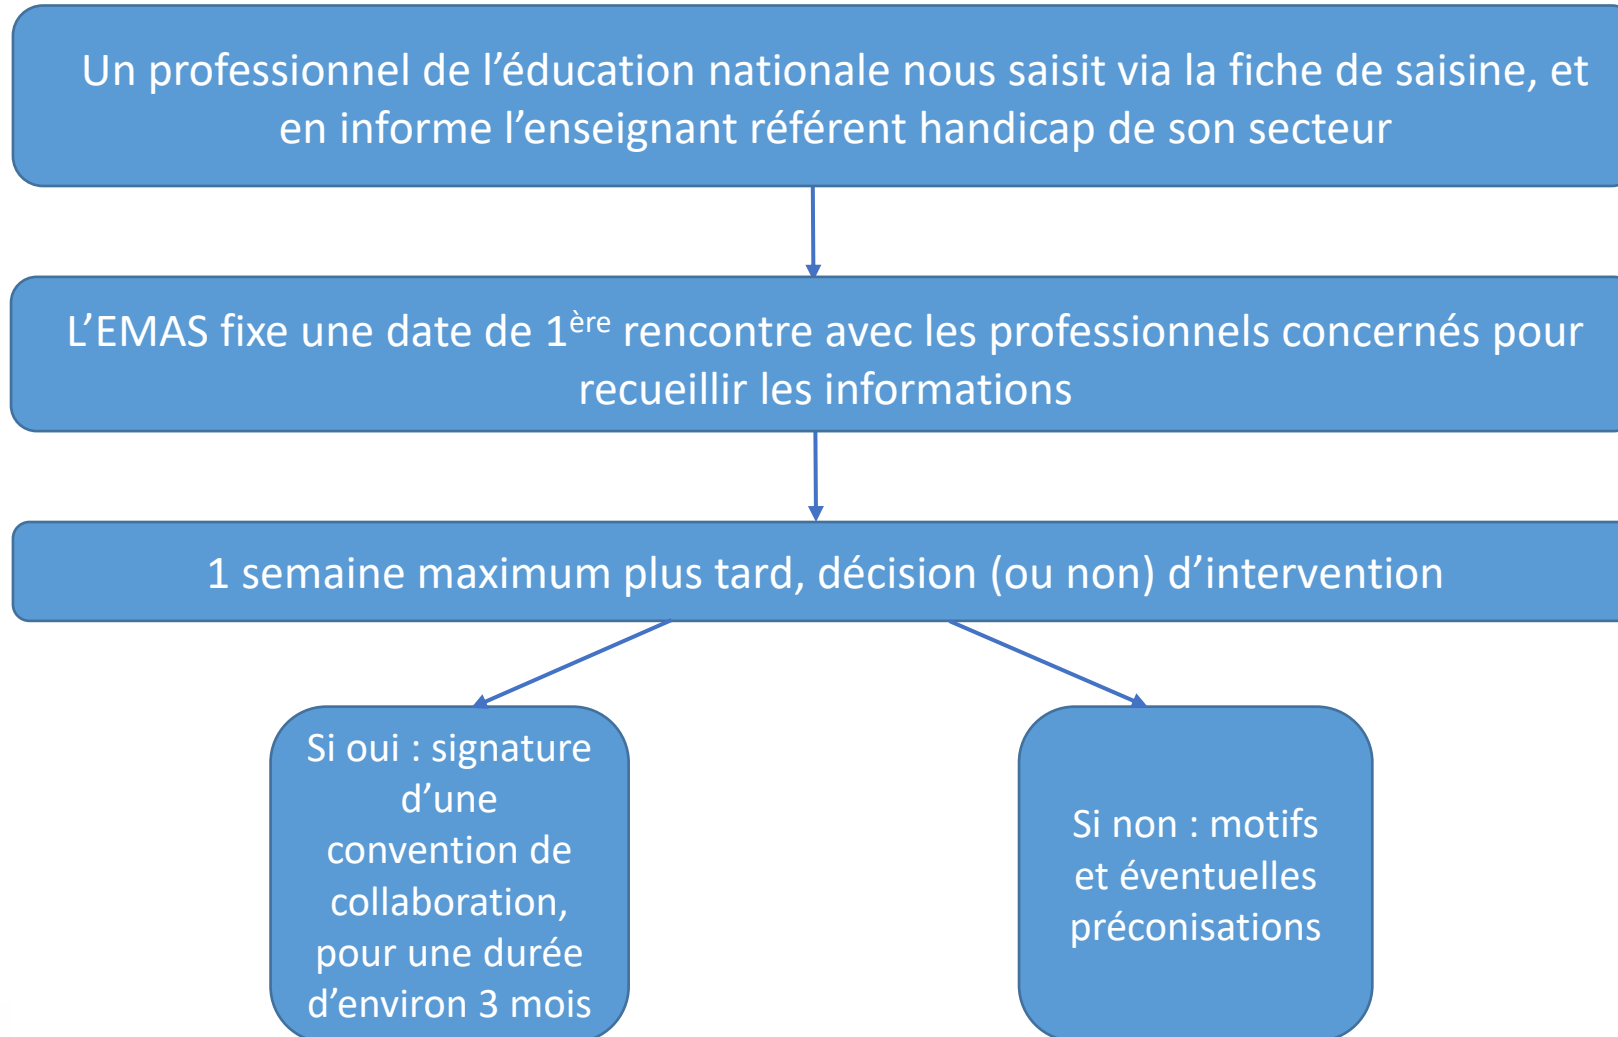 Un professionnel de l’éducation nationale nous saisit via la fiche de saisine, et
en informe l’enseignant référent handicap de son secteur
L’EMAS fixe une date de 1ère rencontre avec les professionnels concernés pour
recueillir les informations
1 semaine maximum plus tard, décision (ou non) d’intervention
Si oui : signature
d’une
convention de
collaboration,
pour une durée
d’environ 3 mois
Si non : motifs
et éventuelles
préconisations